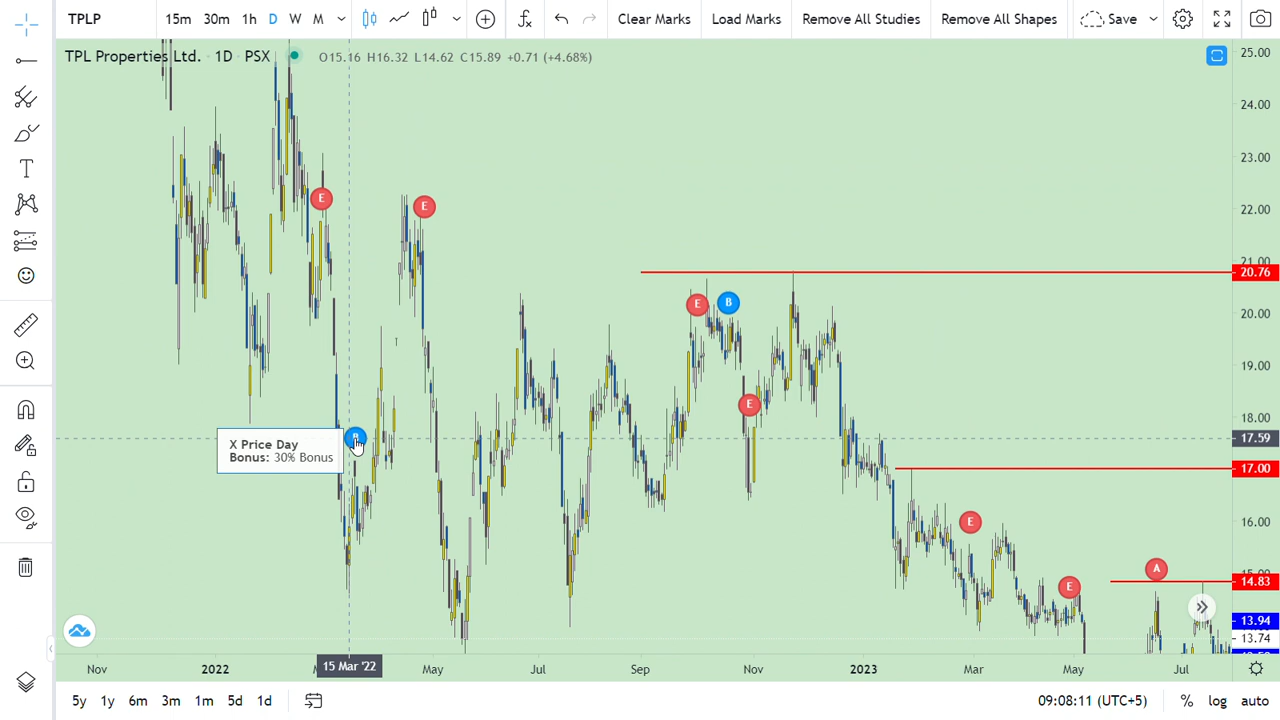 TPLP 15m 30m 1h D W M Clear Marks Load Marks Remove All Studies Remove All Shapes Save
TPL Properties Ltd. · 1D · PSX O15.16 H16.32 L14.62 C15.89 +0.71 (+4.68%)
25.00
24.00
23.00
E
22.00
E
21.00
20.76
E
B
20.00
19.00
E
18.00
X Price Day
Bonus: 30% Bonus
B
17.59
17.00
E
16.00
A
14.83
E
13.94
13.74
Nov 2022 15 Mar '22 May Jul Sep Nov 2023 Mar May Jul
5y 1y 6m 3m 1m 5d 1d 09:08:11 (UTC+5) % log auto